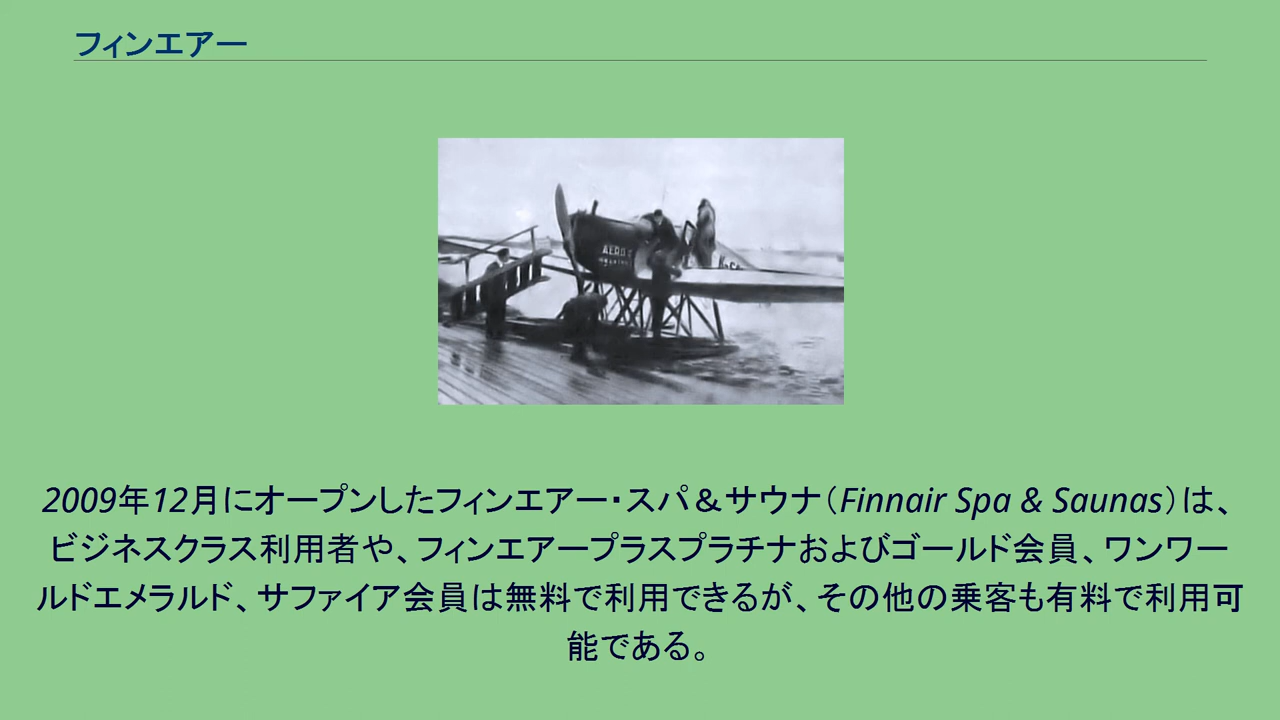 フィンエアー
AERO
2009年12月にオープンしたフィンエアー・スパ＆サウナ（Finnair Spa & Saunas）は、
ビジネスクラス利用者や、フィンエアープラスプラチナおよびゴールド会員、ワンワー
ルドエメラルド、サファイア会員は無料で利用できるが、その他の乗客も有料で利用可
能である。